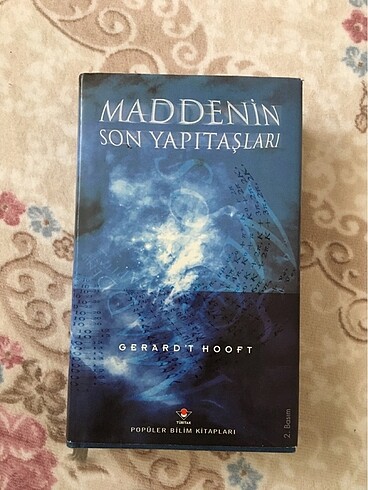 MADDENİN
SON YAPITAŞLARI
GERARD'T HOOFT
TÜBİTAK
POPÜLER BİLİM KİTAPLARI
2. Basım